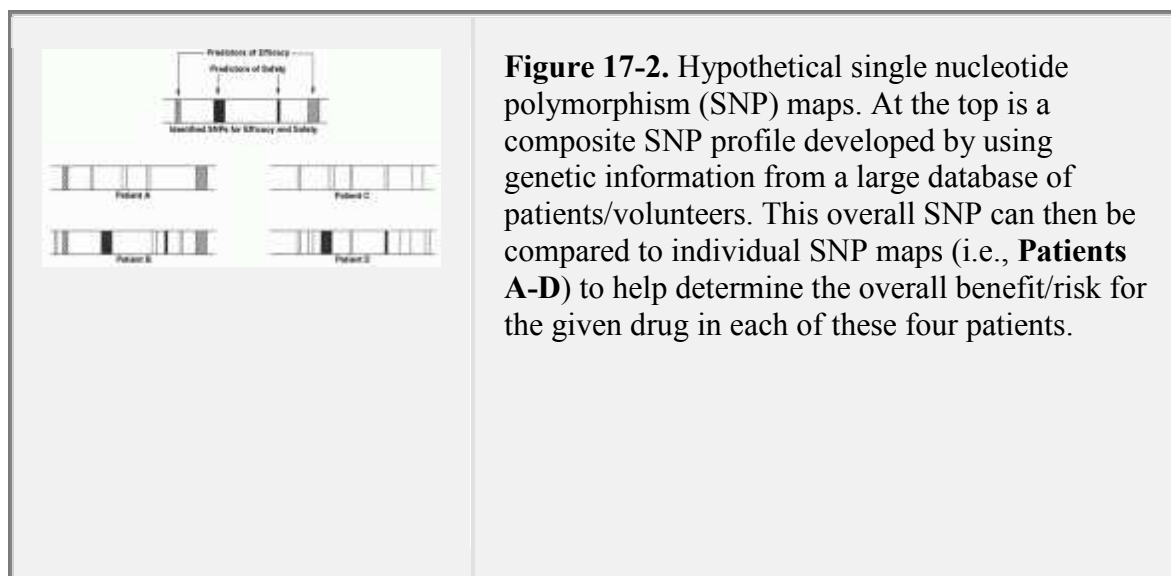 Predictors of Efficacy
Predictors of Safety
Identified SNPs for Efficacy and Safety
Patient A
Patient C
Patient B
Patient D
Figure 17-2. Hypothetical single nucleotide
polymorphism (SNP) maps. At the top is a
composite SNP profile developed by using
genetic information from a large database of
patients/volunteers. This overall SNP can then be
compared to individual SNP maps (i.e., Patients
A-D) to help determine the overall benefit/risk for
the given drug in each of these four patients.